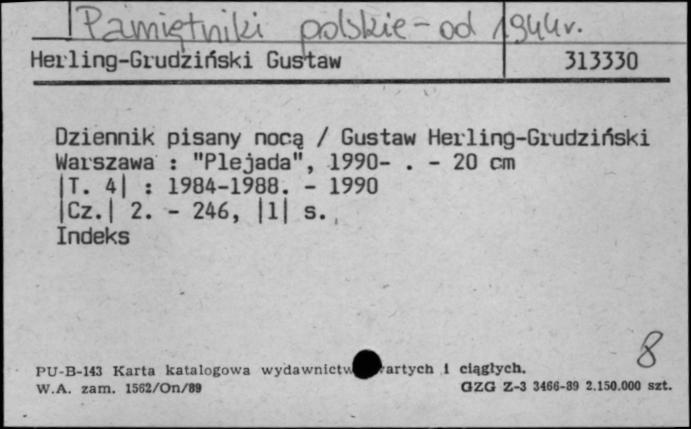 Pamiętniki polskie - od 1944r.
Herling-Grudziński Gustaw 313330
Dziennik pisany nocą / Gustaw Herling-Grudziński
Warszawa : "Plejada", 1990- . - 20 cm
|T. 4| : 1984-1988. - 1990
|Cz.| 2. - 246, |1| s.
Indeks
8
PU-B-143 Karta katalogowa wydawnictw artych i ciągłych.
W.A. zam. 1562/On/89 GZG Z-3 3466-89 2.150.000 szt.